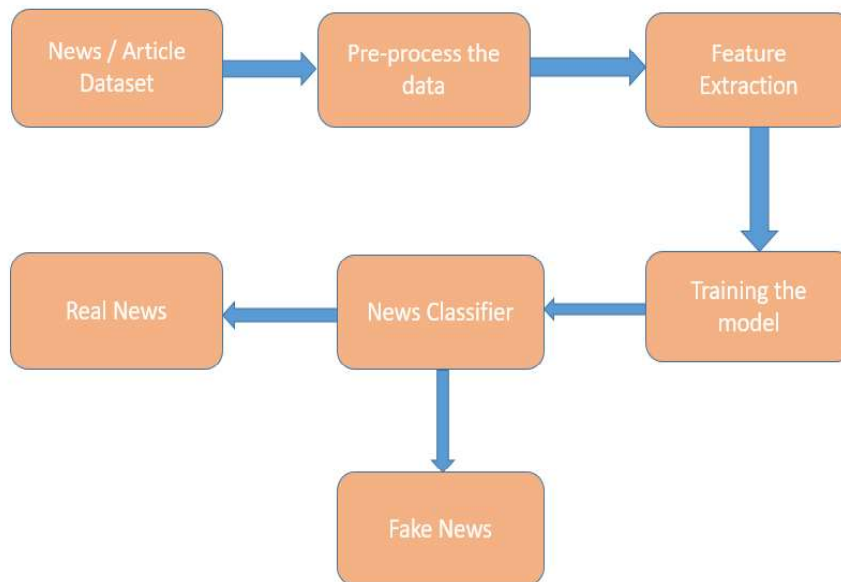 News / Article
Dataset
Pre-process the
data
Feature
Extraction
Training the
model
News Classifier
Real News
Fake News